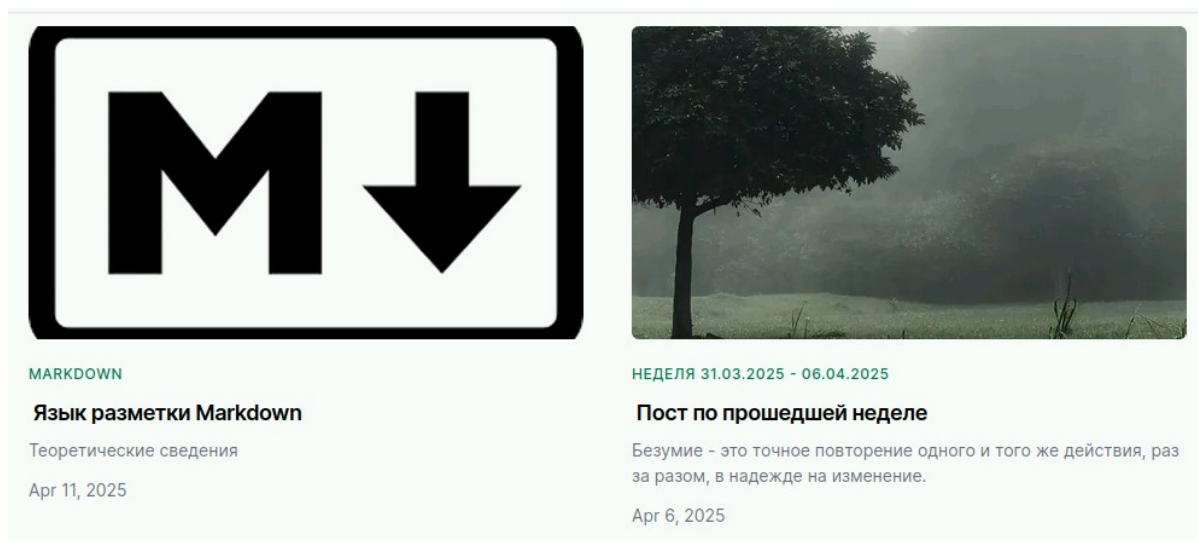 M
MARKDOWN
Язык разметки Markdown
Теоретические сведения
Apr 11, 2025
НЕДЕЛЯ 31.03.2025 - 06.04.2025
Пост по прошедшей неделе
Безумие - это точное повторение одного и того же действия, раз
за разом, в надежде на изменение.
Apr 6, 2025